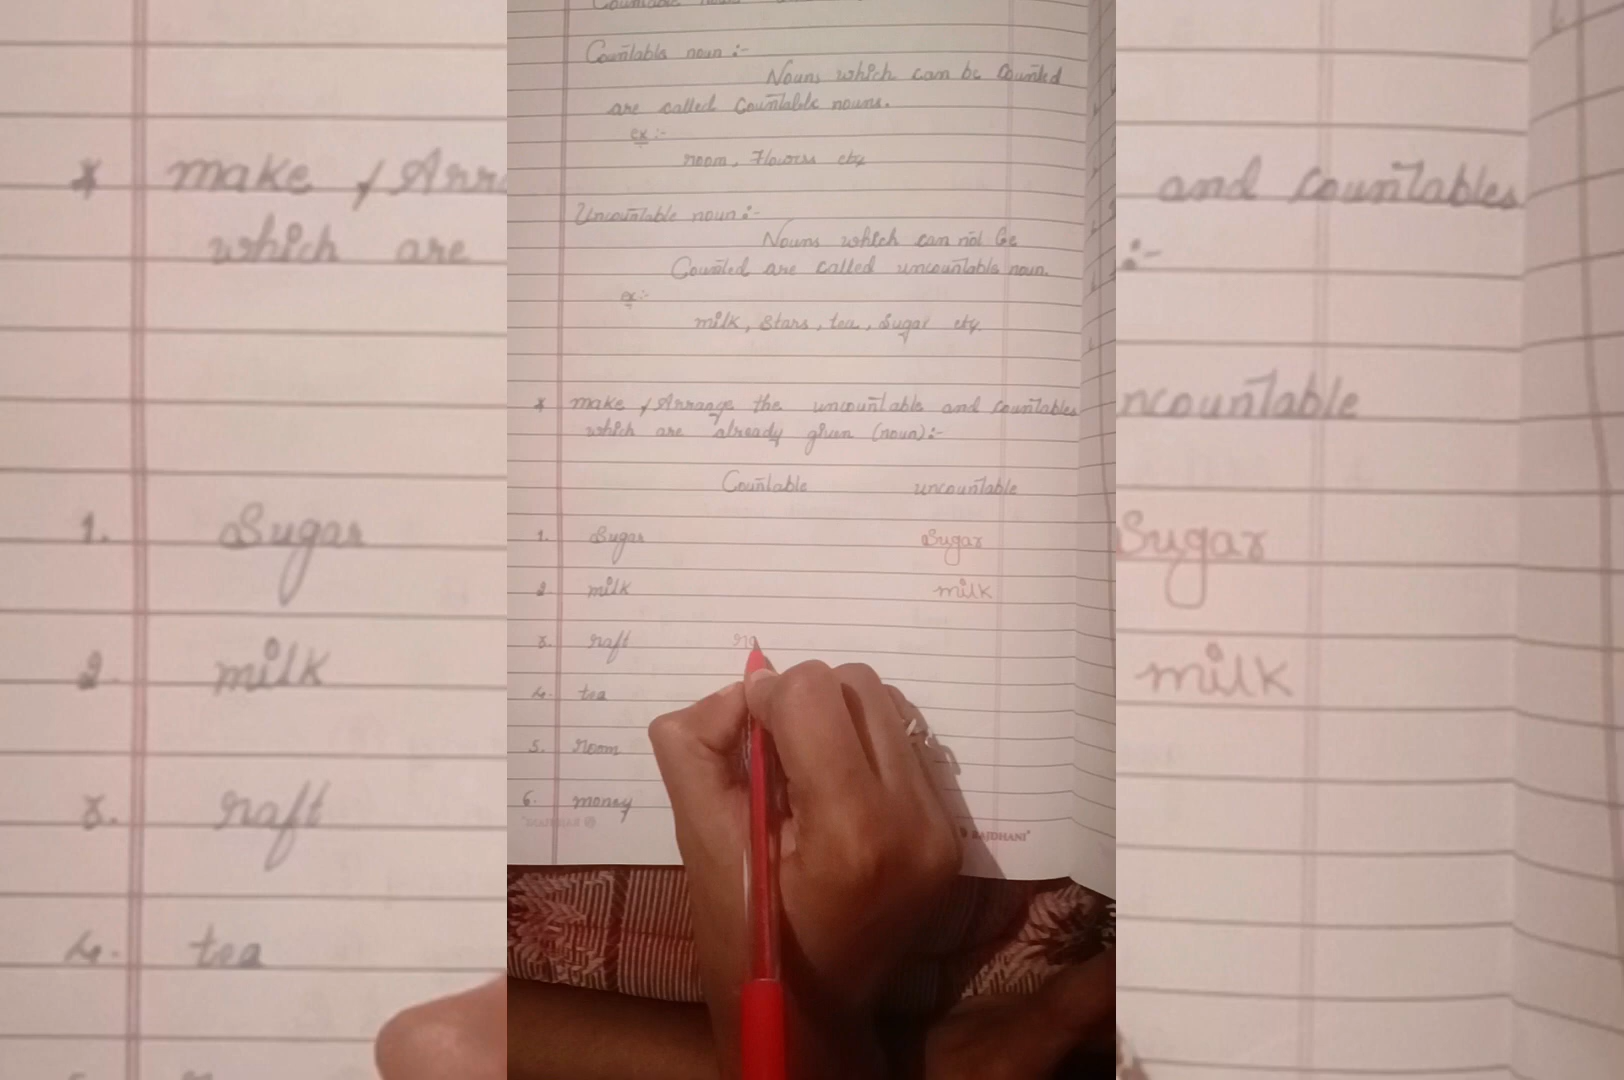 Countable noun :-
Nouns which can be Counted
are called Countable nouns.
ex :-
room, Flowers etc
Uncountable noun :-
Nouns which can not be
Counted are called uncountable noun.
ex :-
milk, Stars, tea, Sugar etc.
* make / Arrange the uncountable and countables
which are already given (noun) :-
Countable uncountable
1. Sugar Sugar
2. milk milk
3. raft ra
4. tea
5. room
6. money
RAJDHANI